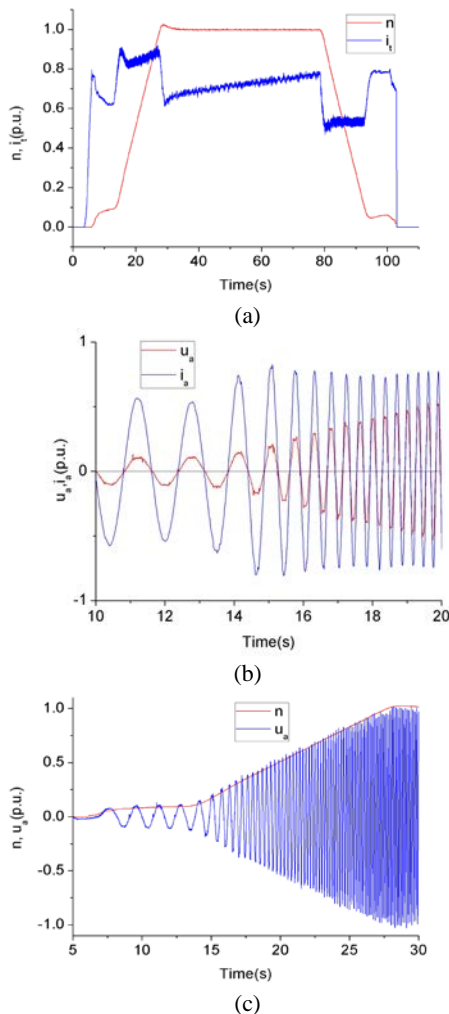 n
i_t
n, i_t(p.u.)
1.0
0.8
0.6
0.4
0.2
0.0
0 20 40 60 80 100
Time(s)
(a)
u_a
i_a
u_a,i_a(p.u.)
1
0
-1
10 12 14 16 18 20
Time(s)
(b)
n
u_a
n, u_a(p.u.)
1.0
0.5
0.0
-0.5
-1.0
5 10 15 20 25 30
Time(s)
(c)